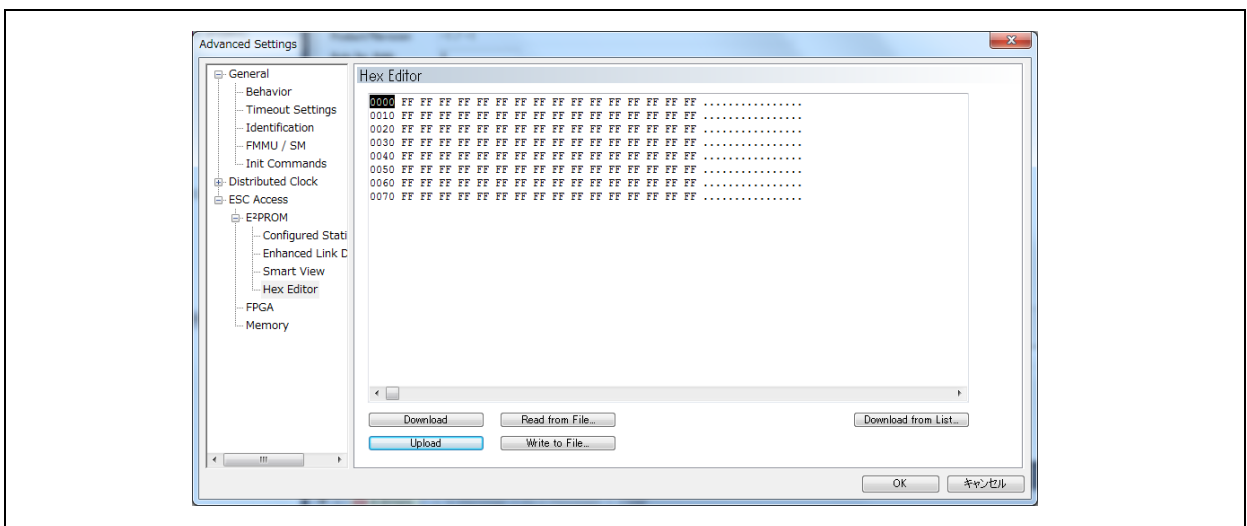 Advanced Settings
General
Behavior
Timeout Settings
Identification
FMMU / SM
Init Commands
Distributed Clock
ESC Access
E²PROM
Configured Stati
Enhanced Link D
Smart View
Hex Editor
FPGA
Memory
Hex Editor
0000 FF FF FF FF FF FF FF FF FF FF FF FF FF FF FF FF ................
0010 FF FF FF FF FF FF FF FF FF FF FF FF FF FF FF FF ................
0020 FF FF FF FF FF FF FF FF FF FF FF FF FF FF FF FF ................
0030 FF FF FF FF FF FF FF FF FF FF FF FF FF FF FF FF ................
0040 FF FF FF FF FF FF FF FF FF FF FF FF FF FF FF FF ................
0050 FF FF FF FF FF FF FF FF FF FF FF FF FF FF FF FF ................
0060 FF FF FF FF FF FF FF FF FF FF FF FF FF FF FF FF ................
0070 FF FF FF FF FF FF FF FF FF FF FF FF FF FF FF FF ................
Download Read from File... Download from List...
Upload Write to File...
OK キャンセル